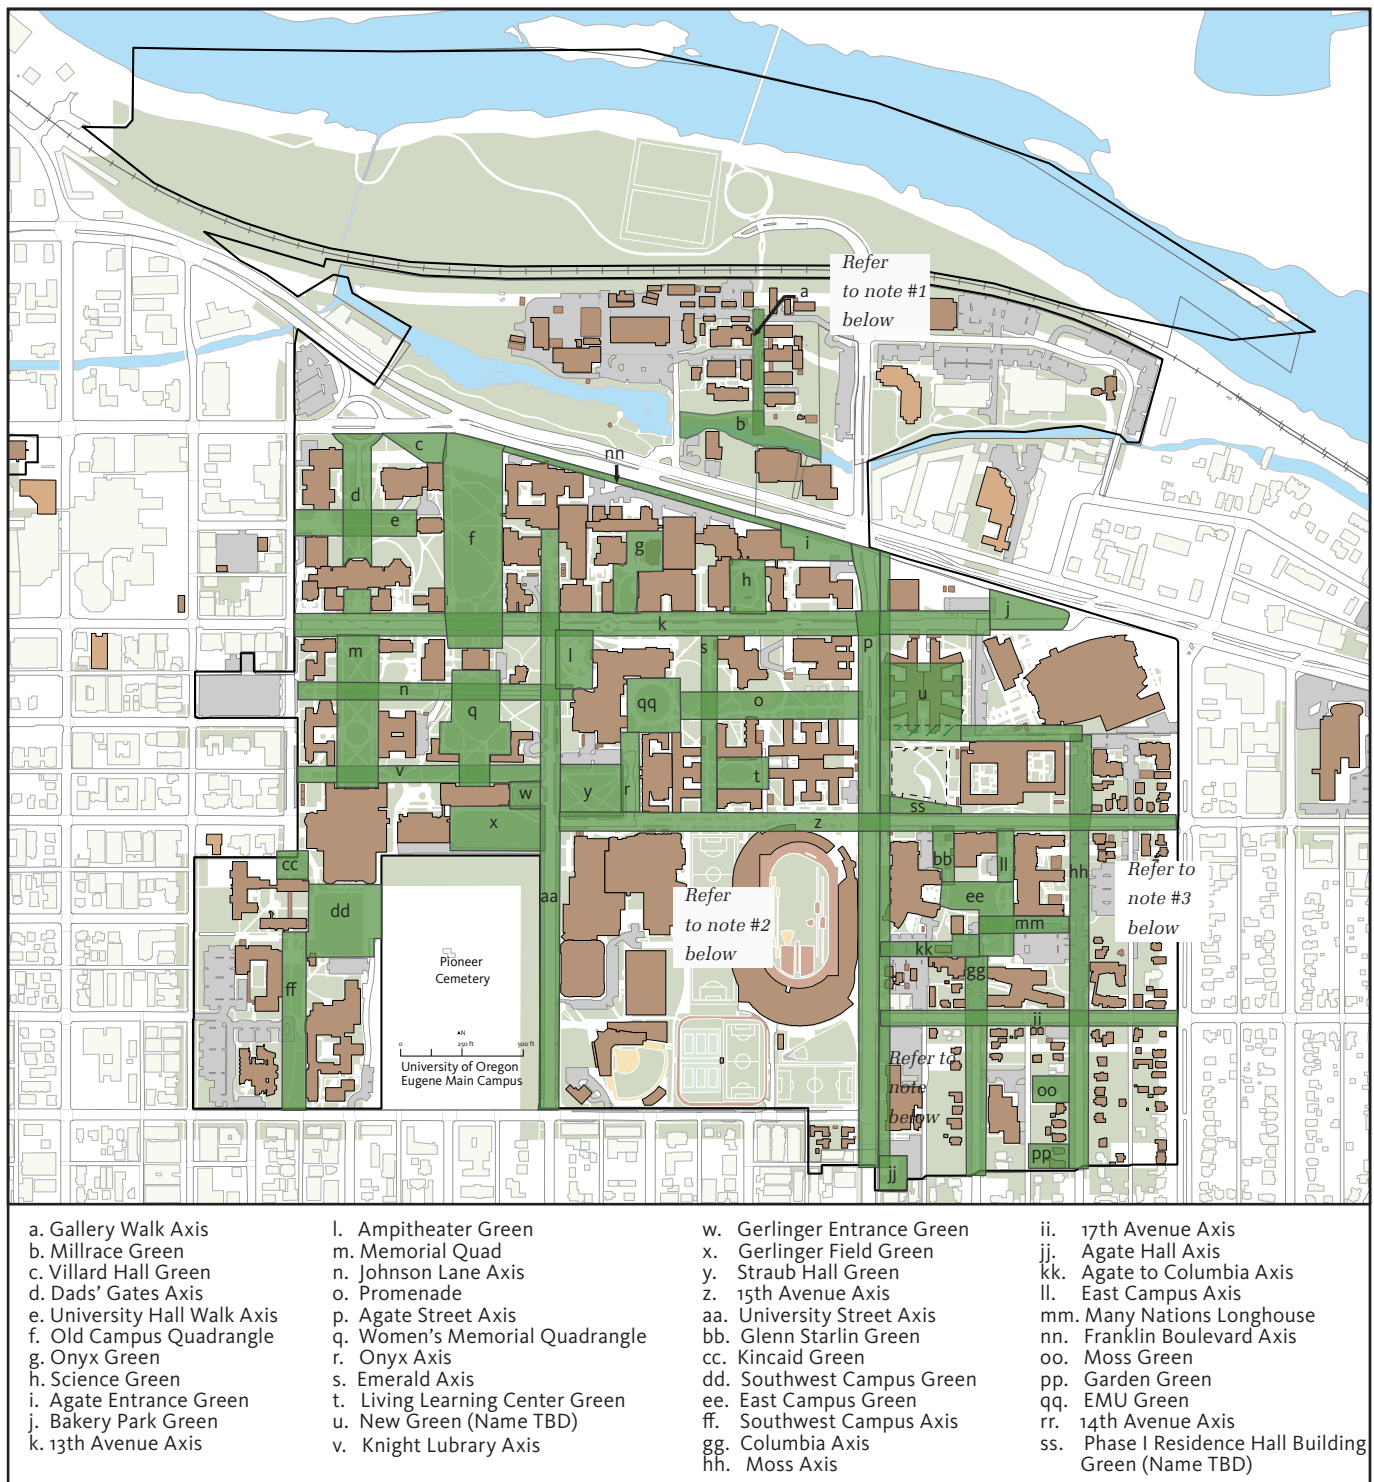 Refer
to note #1
below
a
b
nn
c
d
e
f
g
h
i
j
k
l
m
n
s
p
o
qq
q
u
v
w
x
y
r
t
ss
z
cc
dd
aa
bb
ll
hh
ee
mm
kk
gg
ff
ii
oo
pp
jj
Refer
to note #2
below
Refer to
note #3
below
Refer to
note
below
Pioneer
Cemetery
N
0 250 ft 500 ft
University of Oregon
Eugene Main Campus
a. Gallery Walk Axis
b. Millrace Green
c. Villard Hall Green
d. Dads' Gates Axis
e. University Hall Walk Axis
f. Old Campus Quadrangle
g. Onyx Green
h. Science Green
i. Agate Entrance Green
j. Bakery Park Green
k. 13th Avenue Axis
l. Ampitheater Green
m. Memorial Quad
n. Johnson Lane Axis
o. Promenade
p. Agate Street Axis
q. Women's Memorial Quadrangle
r. Onyx Axis
s. Emerald Axis
t. Living Learning Center Green
u. New Green (Name TBD)
v. Knight Lubrary Axis
w. Gerlinger Entrance Green
x. Gerlinger Field Green
y. Straub Hall Green
z. 15th Avenue Axis
aa. University Street Axis
bb. Glenn Starlin Green
cc. Kincaid Green
dd. Southwest Campus Green
ee. East Campus Green
ff. Southwest Campus Axis
gg. Columbia Axis
hh. Moss Axis
ii. 17th Avenue Axis
jj. Agate Hall Axis
kk. Agate to Columbia Axis
ll. East Campus Axis
mm. Many Nations Longhouse
nn. Franklin Boulevard Axis
oo. Moss Green
pp. Garden Green
qq. EMU Green
rr. 14th Avenue Axis
ss. Phase I Residence Hall Building
Green (Name TBD)